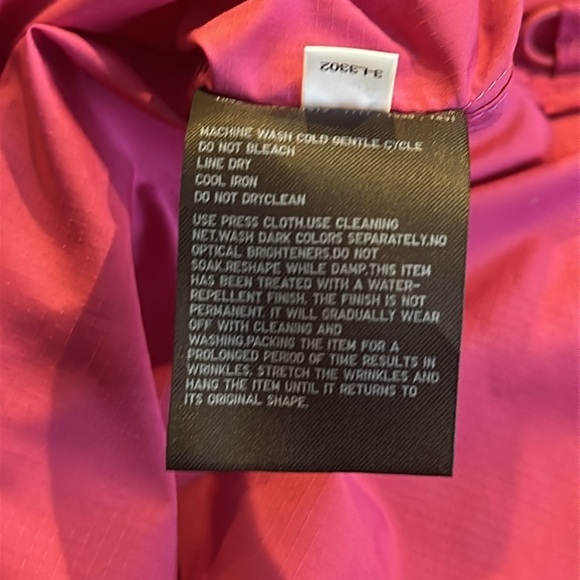 3-L3302
MACHINE WASH COLD GENTLE CYCLE
DO NOT BLEACH
LINE DRY
COOL IRON
DO NOT DRYCLEAN
USE PRESS CLOTH.USE CLEANING
NET.WASH DARK COLORS SEPARATELY.NO
OPTICAL BRIGHTENERS.DO NOT
SOAK.RESHAPE WHILE DAMP.THIS ITEM
HAS BEEN TREATED WITH A WATER-
REPELLENT FINISH. THE FINISH IS NOT
PERMANENT. IT WILL GRADUALLY WEAR
OFF WITH CLEANING AND
WASHING.PACKING THE ITEM FOR A
PROLONGED PERIOD OF TIME RESULTS IN
WRINKLES. STRETCH THE WRINKLES AND
HANG THE ITEM UNTIL IT RETURNS TO
ITS ORIGINAL SHAPE.